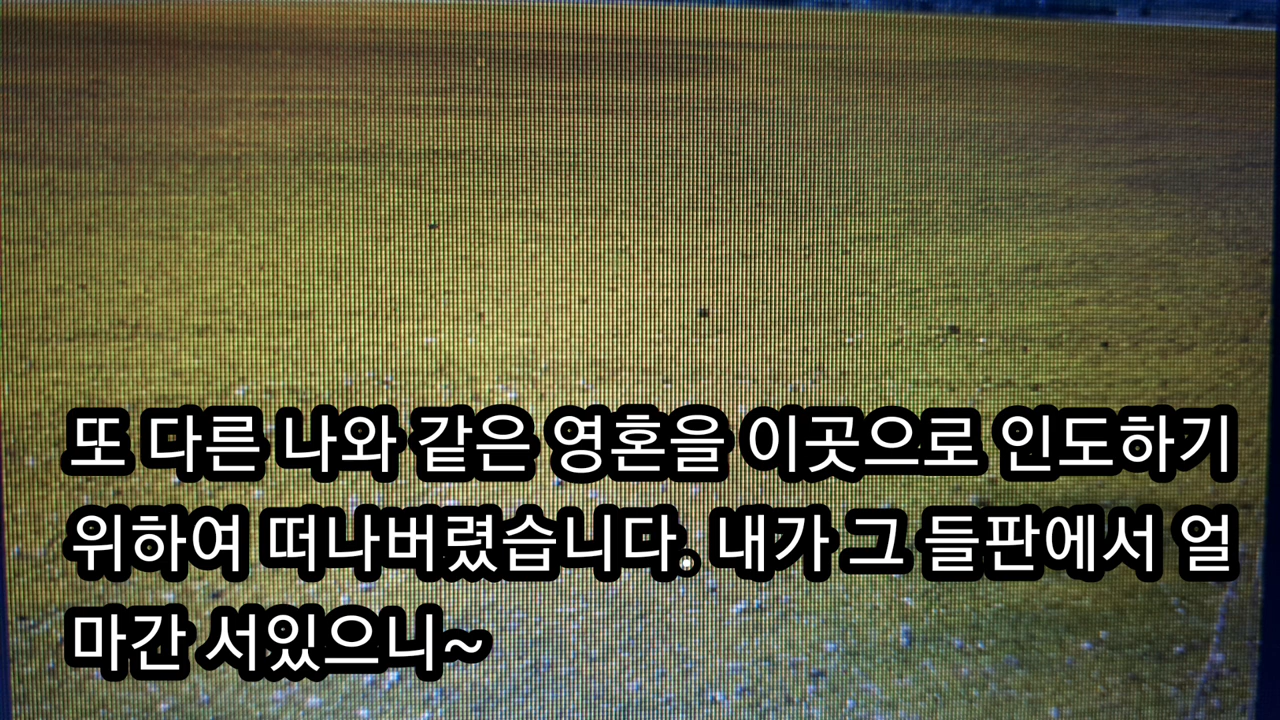 또 다른 나와 같은 영혼을 이곳으로 인도하기
위하여 떠나버렸습니다. 내가 그 들판에서 얼
마간 서있으니~